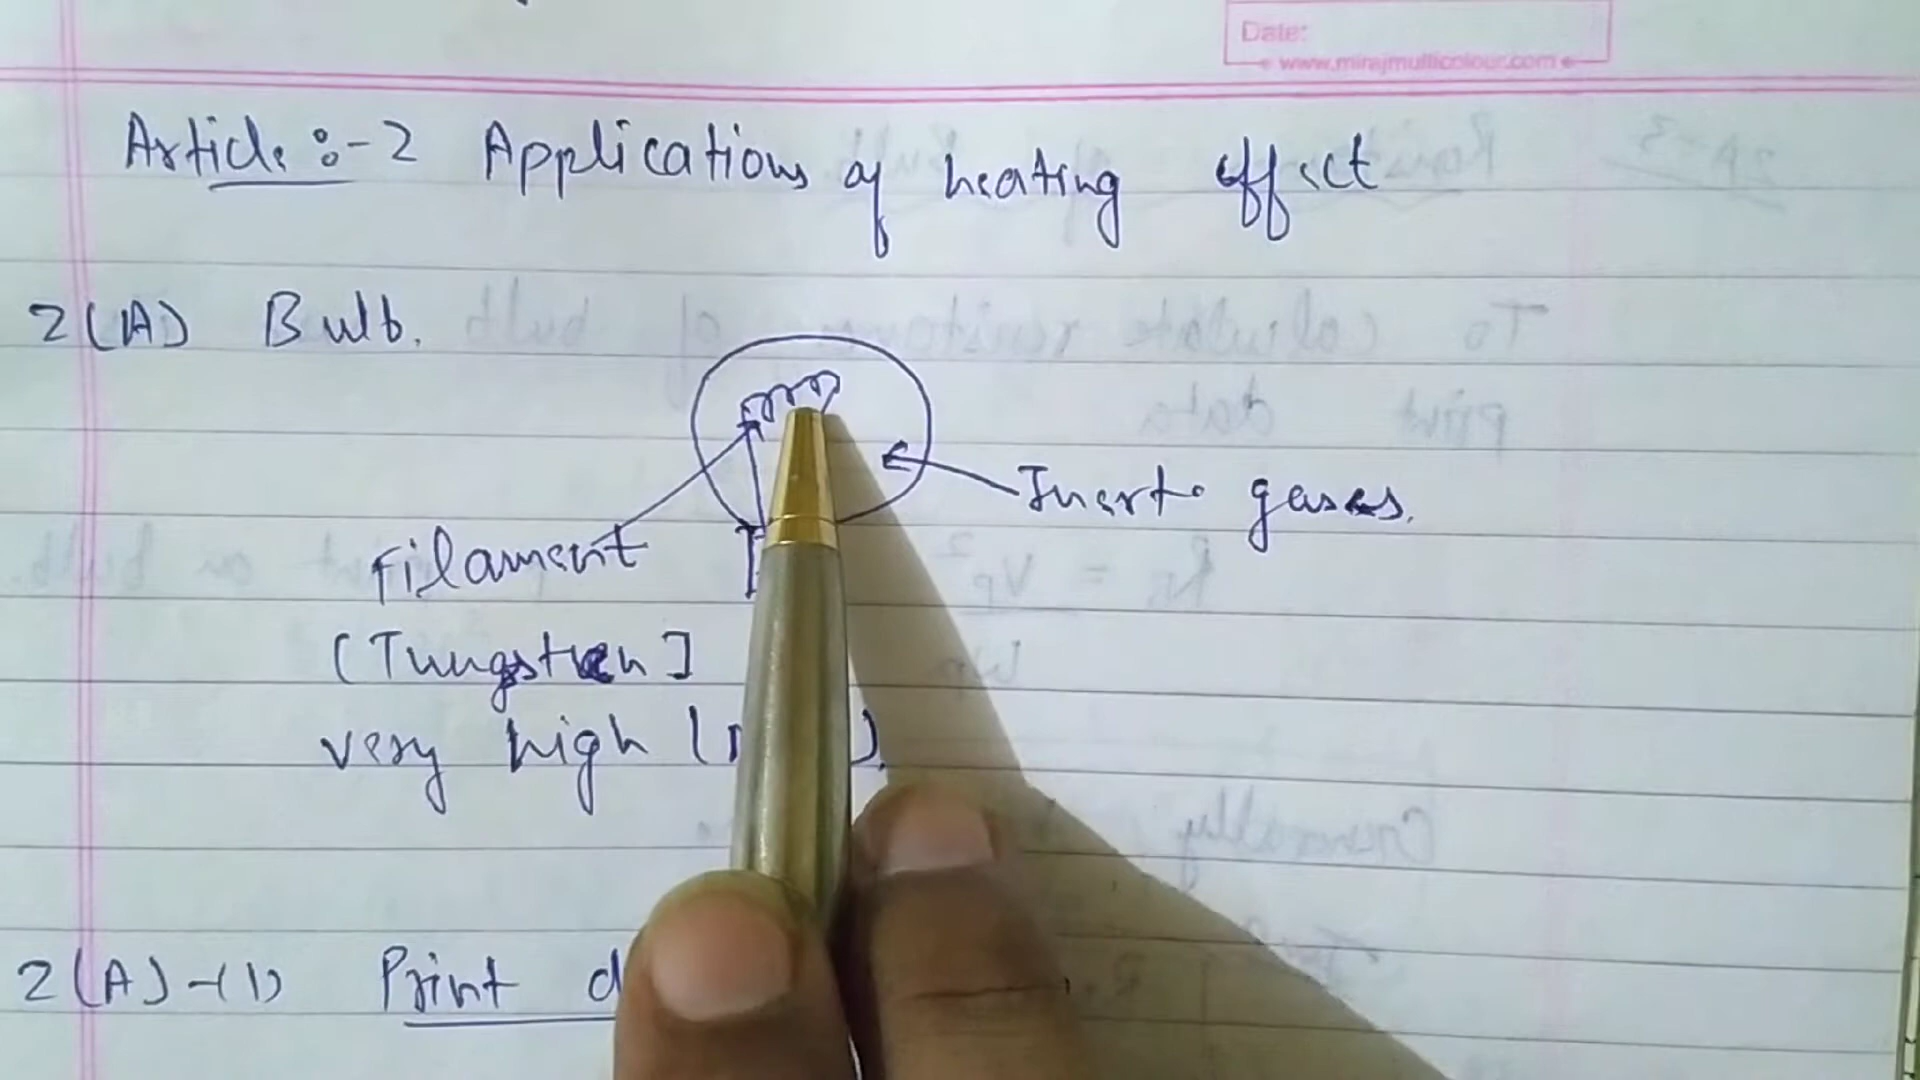 Date:
www.mirajmulticolour.com
Article :- 2 Applications of heating effect
2(A) Bulb.
Inert gases.
Filament
[Tungsten]
very high (
2(A)-(1) Print d